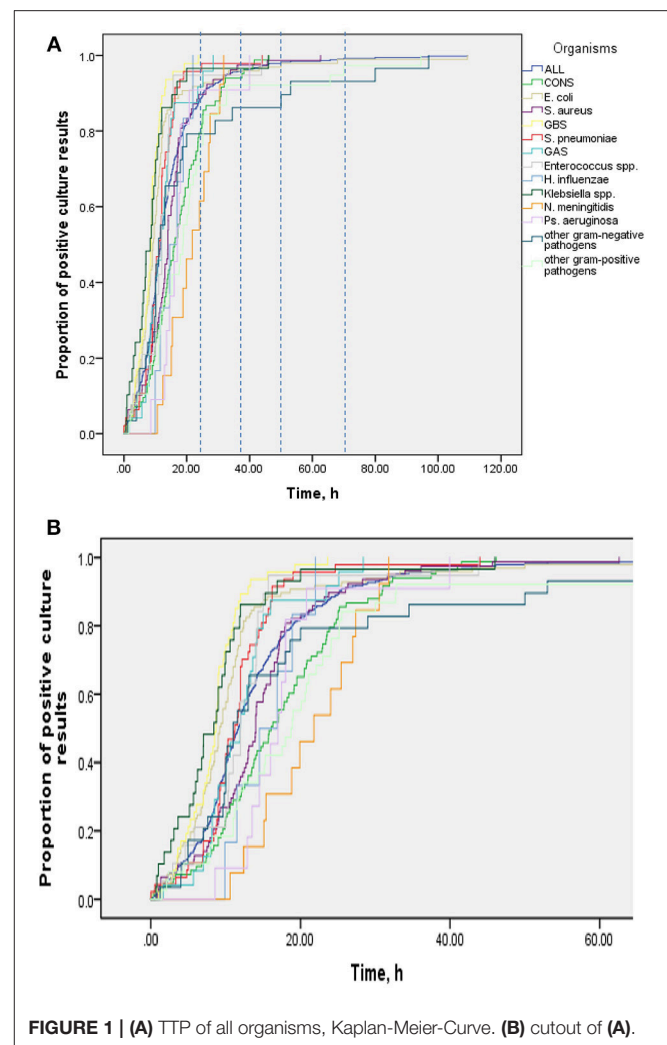 A
Organisms
ALL
CONS
E. coli
S. aureus
GBS
S. pneumoniae
GAS
Enterococcus spp.
H. influenzae
Klebsiella spp.
N. meningitidis
Ps. aeruginosa
other gram-negative
pathogens
other gram-positive
pathogens
Proportion of positive culture results
1.0
0.8
0.6
0.4
0.2
0.0
.00 20.00 40.00 60.00 80.00 100.00 120.00
Time, h
B
Proportion of positive culture
results
1.0
0.8
0.6
0.4
0.2
0.0
.00 20.00 40.00 60.00
Time, h
FIGURE 1 | (A) TTP of all organisms, Kaplan-Meier-Curve. (B) cutout of (A).